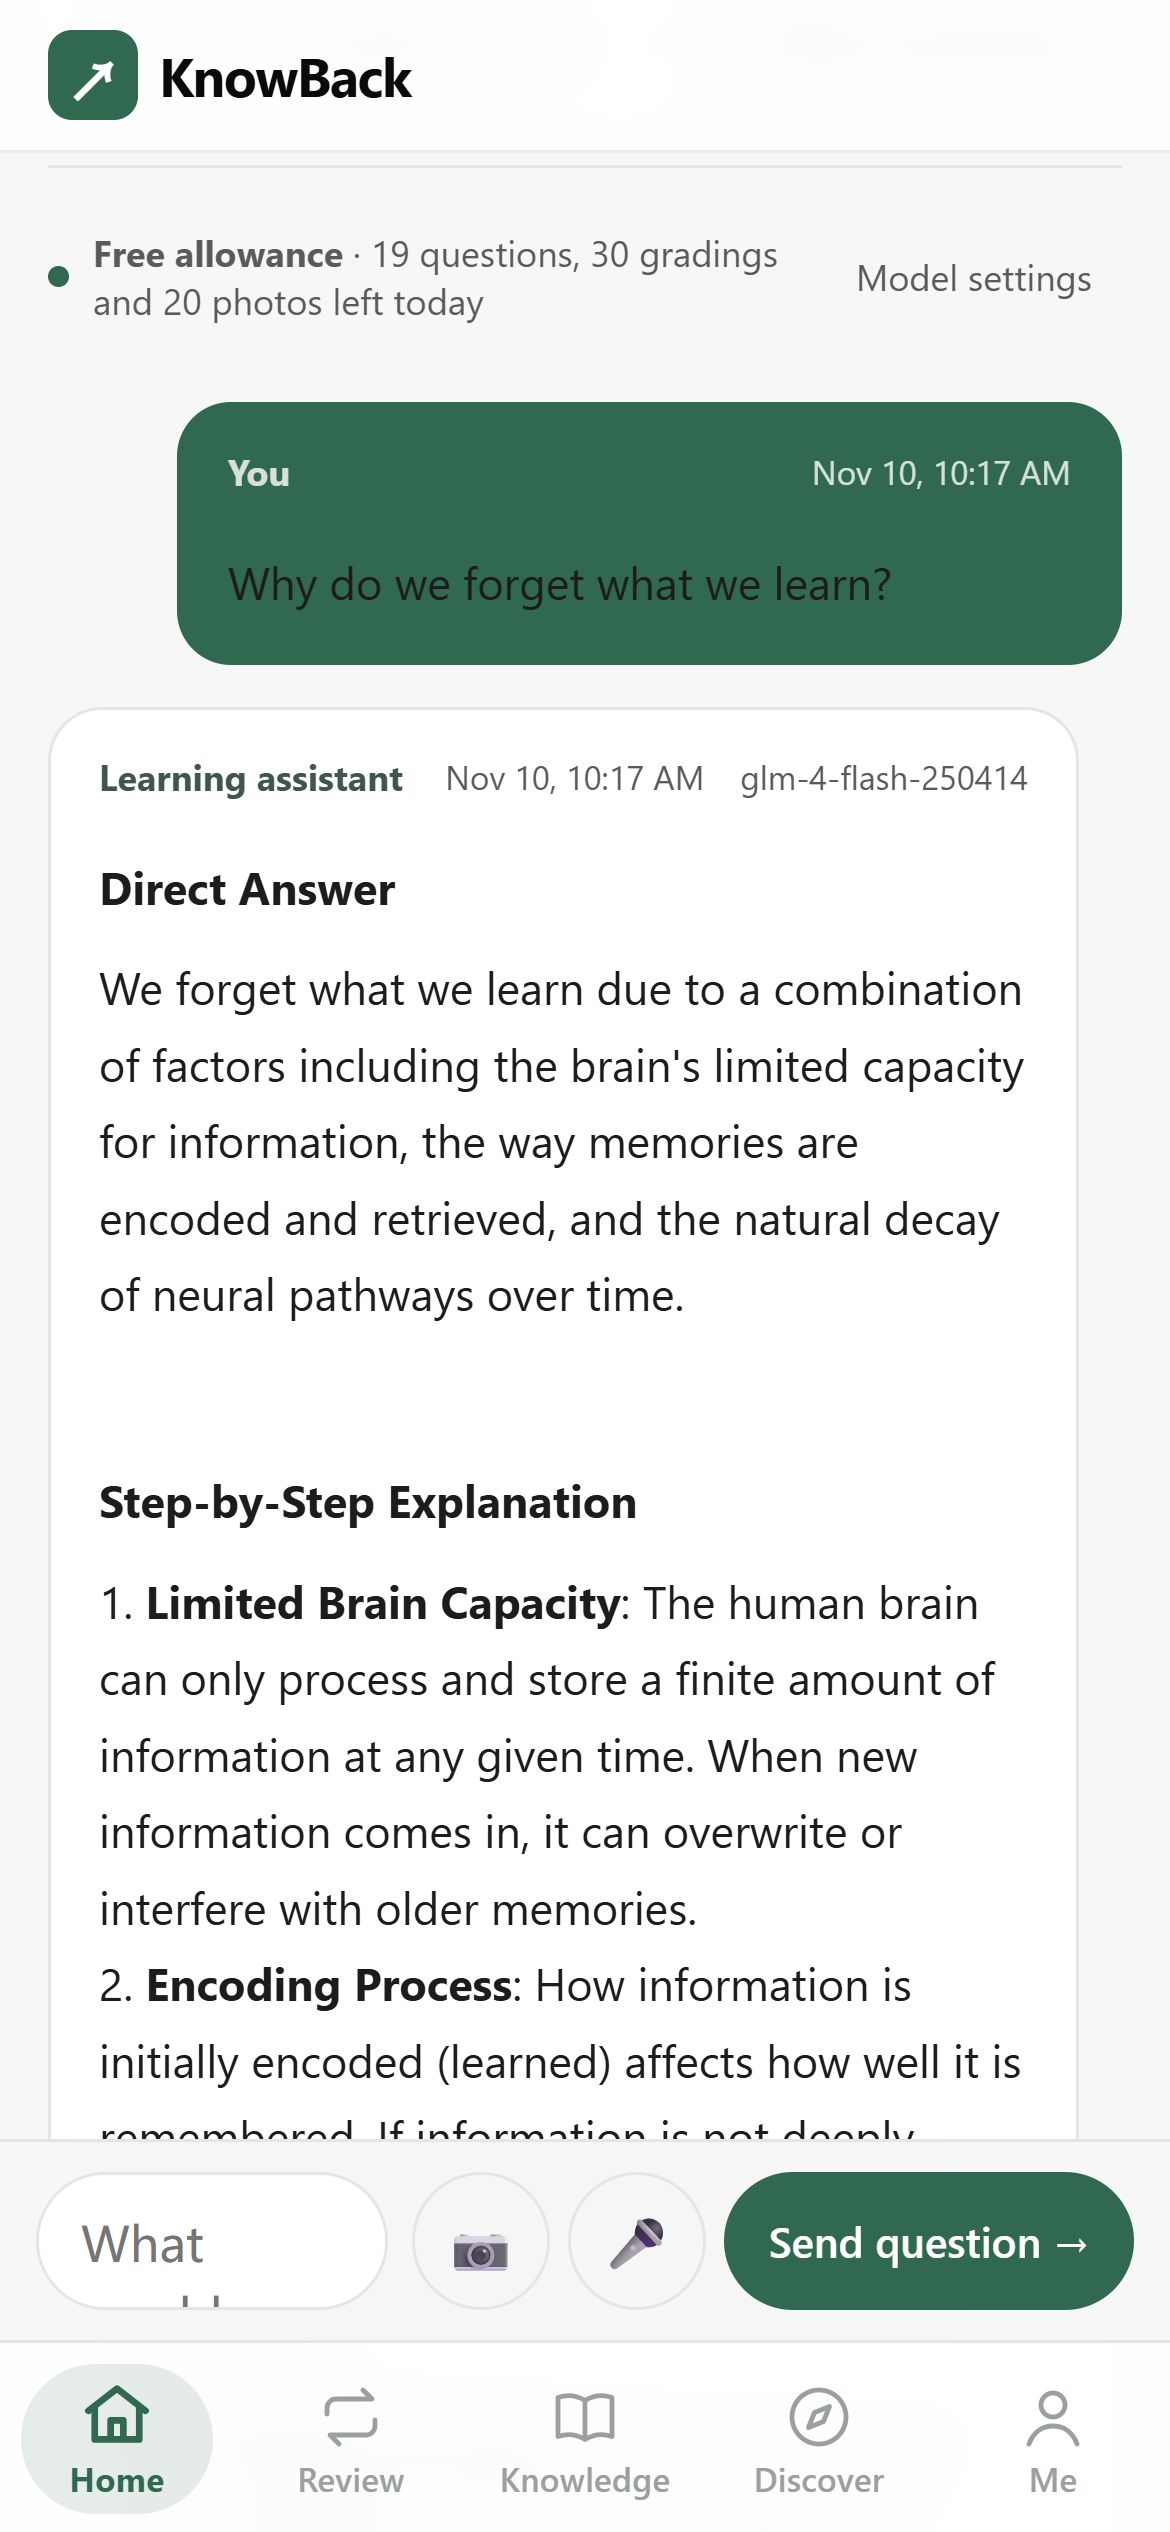 KnowBack
Free allowance · 19 questions, 30 gradings
and 20 photos left today
Model settings
You
Nov 10, 10:17 AM
Why do we forget what we learn?
Learning assistant
Nov 10, 10:17 AM
glm-4-flash-250414
Direct Answer
We forget what we learn due to a combination
of factors including the brain's limited capacity
for information, the way memories are
encoded and retrieved, and the natural decay
of neural pathways over time.
Step-by-Step Explanation
1. Limited Brain Capacity: The human brain
can only process and store a finite amount of
information at any given time. When new
information comes in, it can overwrite or
interfere with older memories.
2. Encoding Process: How information is
initially encoded (learned) affects how well it is
remembered. If information is not deeply
What
Send question →
Home
Review
Knowledge
Discover
Me